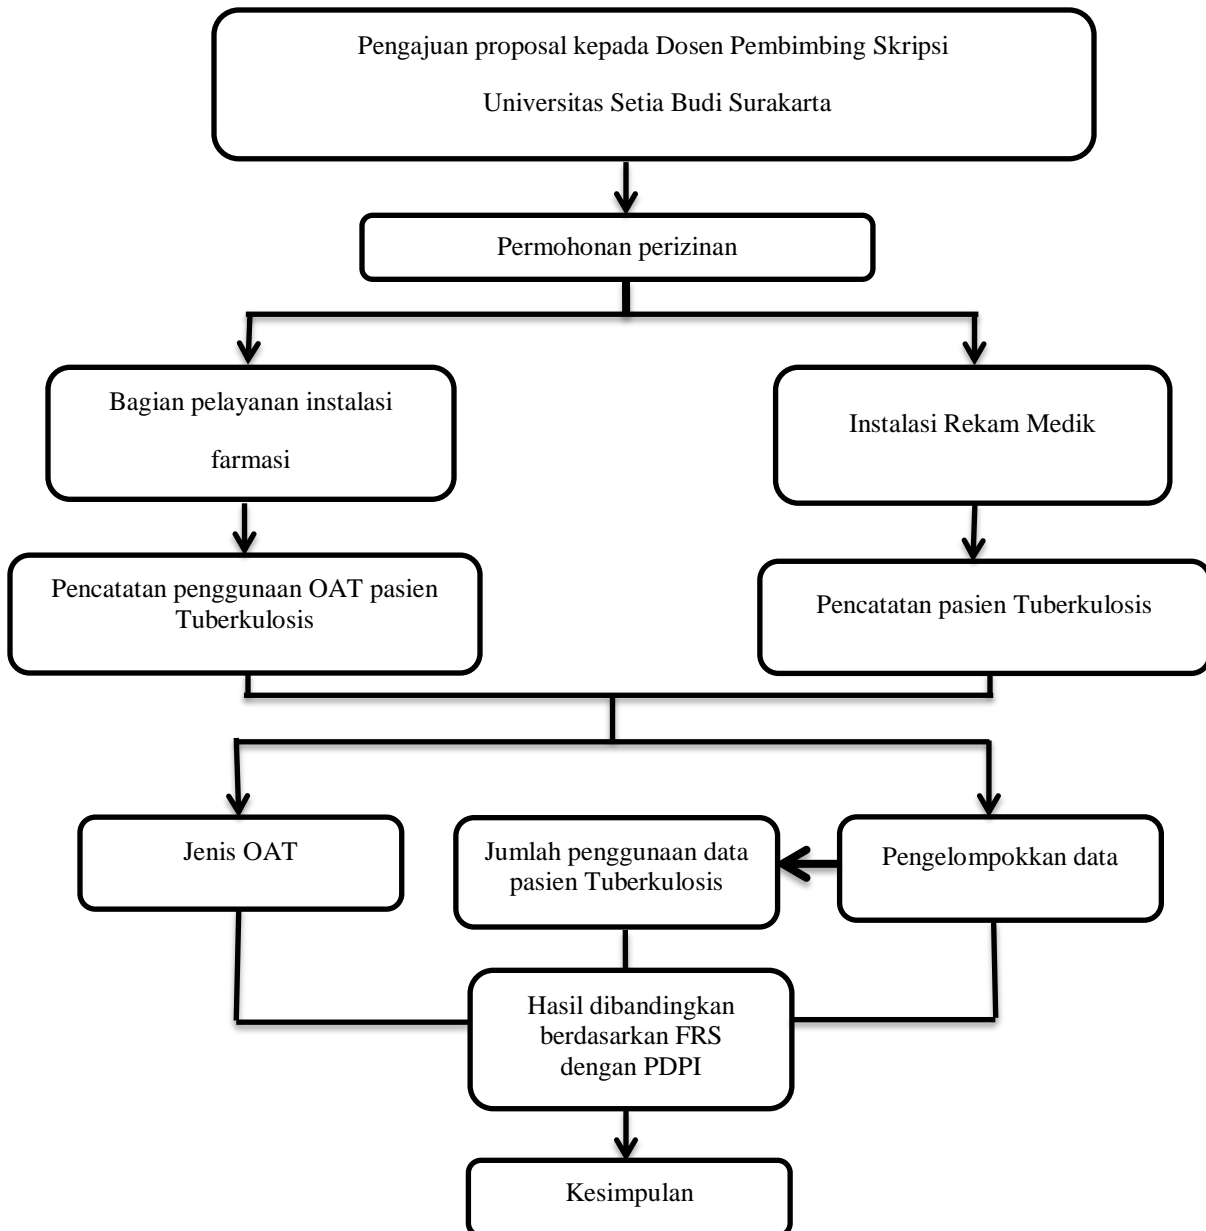 Pengajuan proposal kepada Dosen Pembimbing Skripsi
Universitas Setia Budi Surakarta
Permohonan perizinan
Bagian pelayanan instalasi
farmasi
Instalasi Rekam Medik
Pencatatan penggunaan OAT pasien
Tuberkulosis
Pencatatan pasien Tuberkulosis
Jenis OAT
Jumlah penggunaan data
pasien Tuberkulosis
Pengelompokkan data
Hasil dibandingkan
berdasarkan FRS
dengan PDPI
Kesimpulan